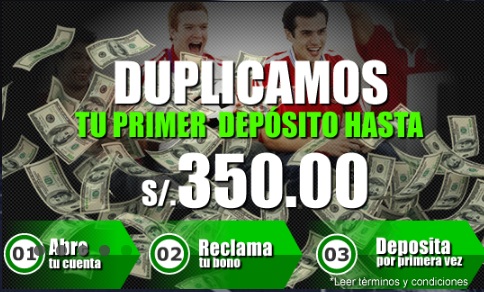 DUPLICAMOS
TU PRIMER DEPÓSITO HASTA
S/.350.00
01 Abre
tu cuenta
02 Reclama
tu bono
03 Deposita
por primera vez
*Leer términos y condiciones